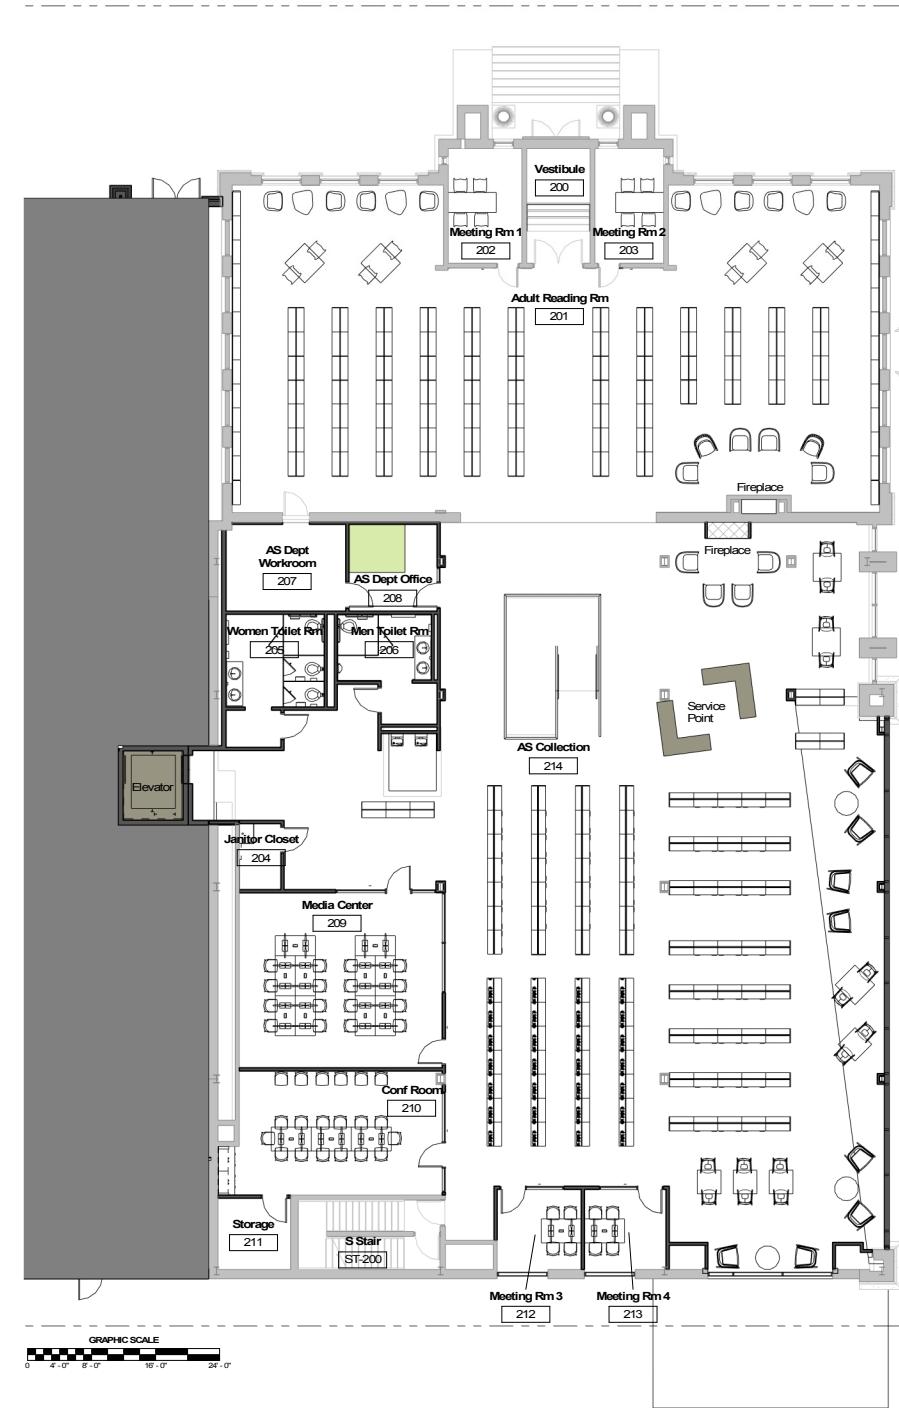 Vestibule
200
Meeting Rm 1
202
Meeting Rm 2
203
Adult Reading Rm
201
Fireplace
Fireplace
AS Dept
Workroom
207
AS Dept Office
208
Women Toilet Rm
205
Men Toilet Rm
206
Service
Point
AS Collection
214
Elevator
Janitor Closet
204
Media Center
209
Conf Room
210
Storage
211
S Stair
ST-200
Meeting Rm 3
212
Meeting Rm 4
213
GRAPHIC SCALE
0 4' - 0" 8' - 0" 16' - 0" 24' - 0"